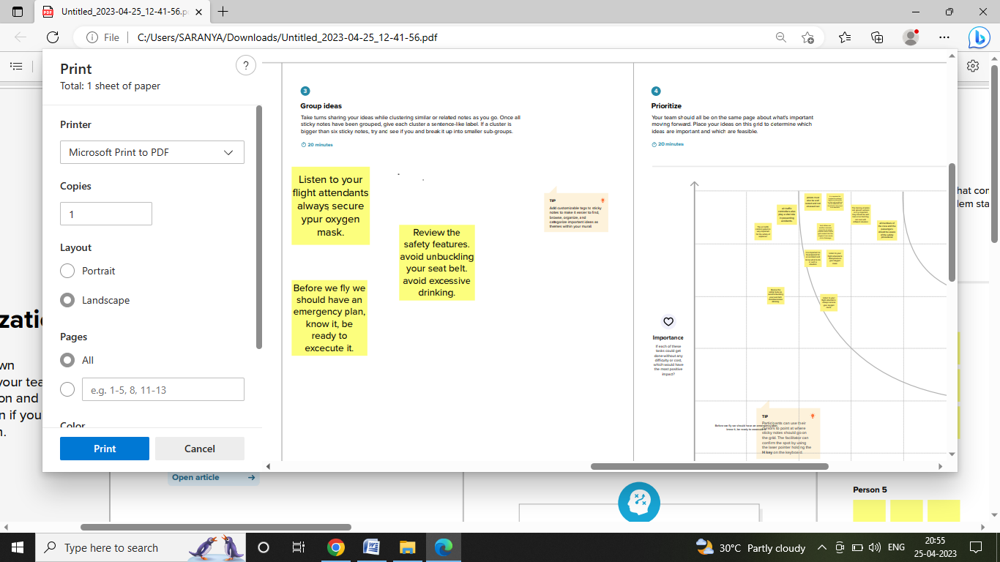 Untitled_2023-04-25_12-41-56.p
File
C:/Users/SARANYA/Downloads/Untitled_2023-04-25_12-41-56.pdf
Print
Total: 1 sheet of paper
?
Printer
Microsoft Print to PDF
Copies
1
Layout
Portrait
Landscape
Pages
All
e.g. 1-5, 8, 11-13
Color
Print
Cancel
3
Group ideas
Take turns sharing your ideas while clustering similar or related notes as you go. Once all
sticky notes have been grouped, give each cluster a sentence-like label. If a cluster is
bigger than six sticky notes, try and see if you and break it up into smaller sub-groups.
20 minutes
Listen to your
flight attendants
always secure
ypur oxygen
mask.
Review the
safety features.
avoid unbuckling
your seat belt.
avoid excessive
drinking.
Before we fly we
should have an
emergency plan,
know it, be
ready to
excecute it.
TIP
Add customizable tags to sticky
notes to make it easier to find,
browse, organize, and
categorize important ideas as
themes within your mural
4
Prioritize
Your team should all be on the same page about what's important
moving forward. Place your ideas on this grid to determine which
ideas are important and which are feasible.
20 minutes
Importance
If each of these
tasks could get
done without any
difficulty or cost,
which would have
the most positive
impact?
Before we fly we should have an emergency plan,
know it, be ready to excecute it.
TIP
Participants can use their
cursors to point at where
sticky notes should go on
the grid. The facilitator can
confirm the spot by using
the laser pointer holding the
H key on the keyboard
wn
your tea
on and
n if you
Open article
Person 5
Type here to search
30°C Partly cloudy
ENG
20:55
25-04-2023